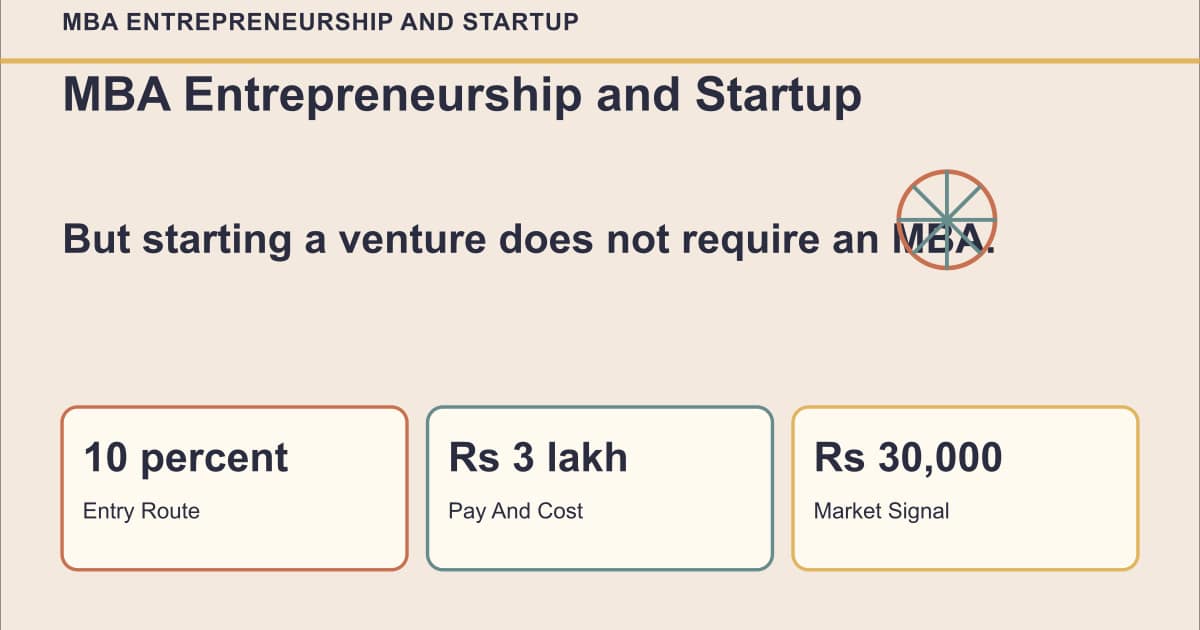 MBA ENTREPRENEURSHIP AND STARTUP
MBA Entrepreneurship and Startup
But starting a venture does not require an MBA.
10 percent
Entry Route
Rs 3 lakh
Pay And Cost
Rs 30,000
Market Signal